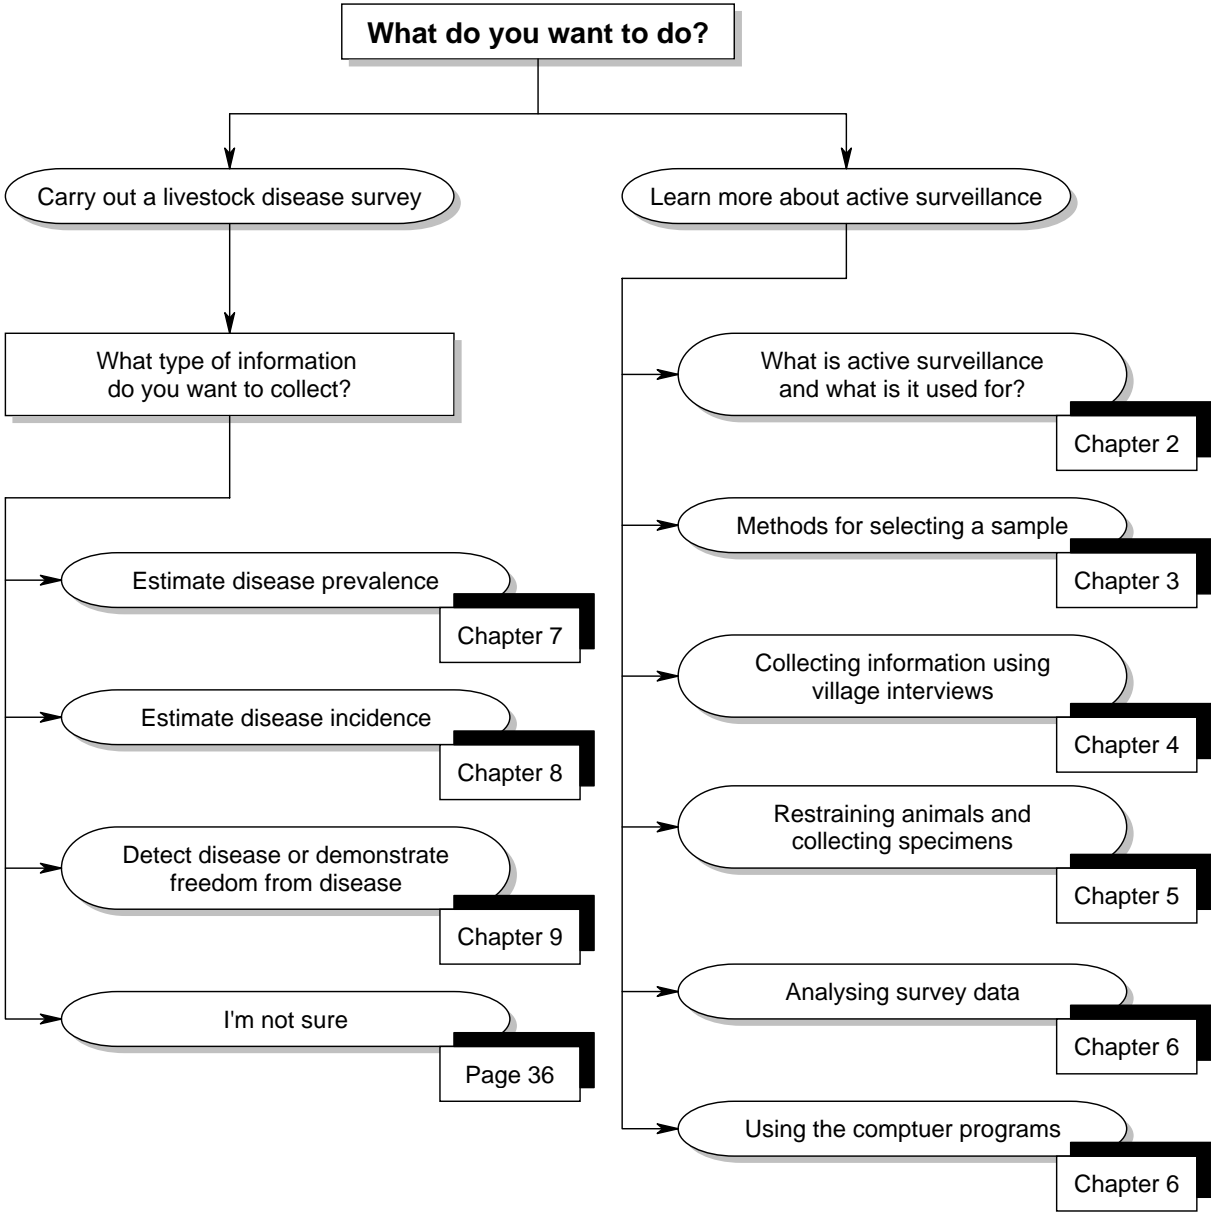 What do you want to do?
Carry out a livestock disease survey
What type of information
do you want to collect?
Estimate disease prevalence
Chapter 7
Estimate disease incidence
Chapter 8
Detect disease or demonstrate
freedom from disease
Chapter 9
I'm not sure
Page 36
Learn more about active surveillance
What is active surveillance
and what is it used for?
Chapter 2
Methods for selecting a sample
Chapter 3
Collecting information using
village interviews
Chapter 4
Restraining animals and
collecting specimens
Chapter 5
Analysing survey data
Chapter 6
Using the comptuer programs
Chapter 6